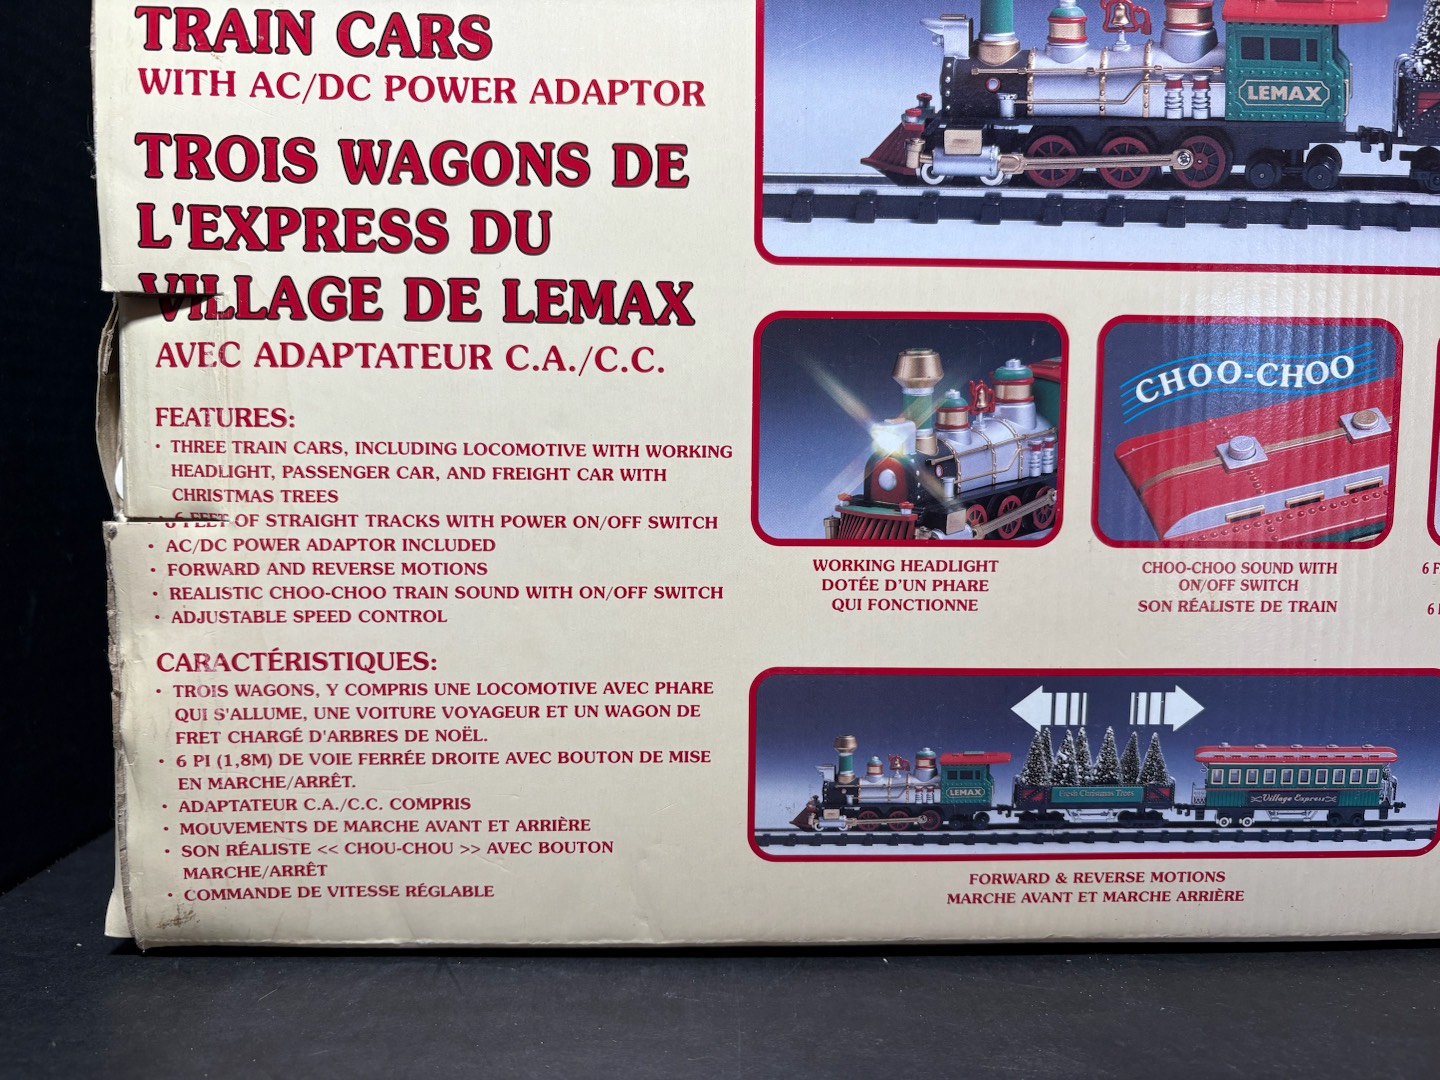 TRAIN CARS
WITH AC/DC POWER ADAPTOR
TROIS WAGONS DE
L'EXPRESS DU
VILLAGE DE LEMAX
AVEC ADAPTATEUR C.A./C.C.
FEATURES:
· THREE TRAIN CARS, INCLUDING LOCOMOTIVE WITH WORKING
HEADLIGHT, PASSENGER CAR, AND FREIGHT CAR WITH
CHRISTMAS TREES
· 6 FEET OF STRAIGHT TRACKS WITH POWER ON/OFF SWITCH
· AC/DC POWER ADAPTOR INCLUDED
· FORWARD AND REVERSE MOTIONS
· REALISTIC CHOO-CHOO TRAIN SOUND WITH ON/OFF SWITCH
· ADJUSTABLE SPEED CONTROL
CARACTÉRISTIQUES:
· TROIS WAGONS, Y COMPRIS UNE LOCOMOTIVE AVEC PHARE
QUI S'ALLUME, UNE VOITURE VOYAGEUR ET UN WAGON DE
FRET CHARGÉ D'ARBRES DE NOËL.
· 6 PI (1,8M) DE VOIE FERRÉE DROITE AVEC BOUTON DE MISE
EN MARCHE/ARRÊT.
· ADAPTATEUR C.A./C.C. COMPRIS
· MOUVEMENTS DE MARCHE AVANT ET ARRIÈRE
· SON RÉALISTE << CHOU-CHOU >> AVEC BOUTON
MARCHE/ARRÊT
· COMMANDE DE VITESSE RÉGLABLE
LEMAX
CHOO-CHOO
WORKING HEADLIGHT
DOTÉE D'UN PHARE
QUI FONCTIONNE
CHOO-CHOO SOUND WITH
ON/OFF SWITCH
SON RÉALISTE DE TRAIN
6 F
6
LEMAX
Fresh Christmas Trees
Village Express
FORWARD & REVERSE MOTIONS
MARCHE AVANT ET MARCHE ARRIÈRE